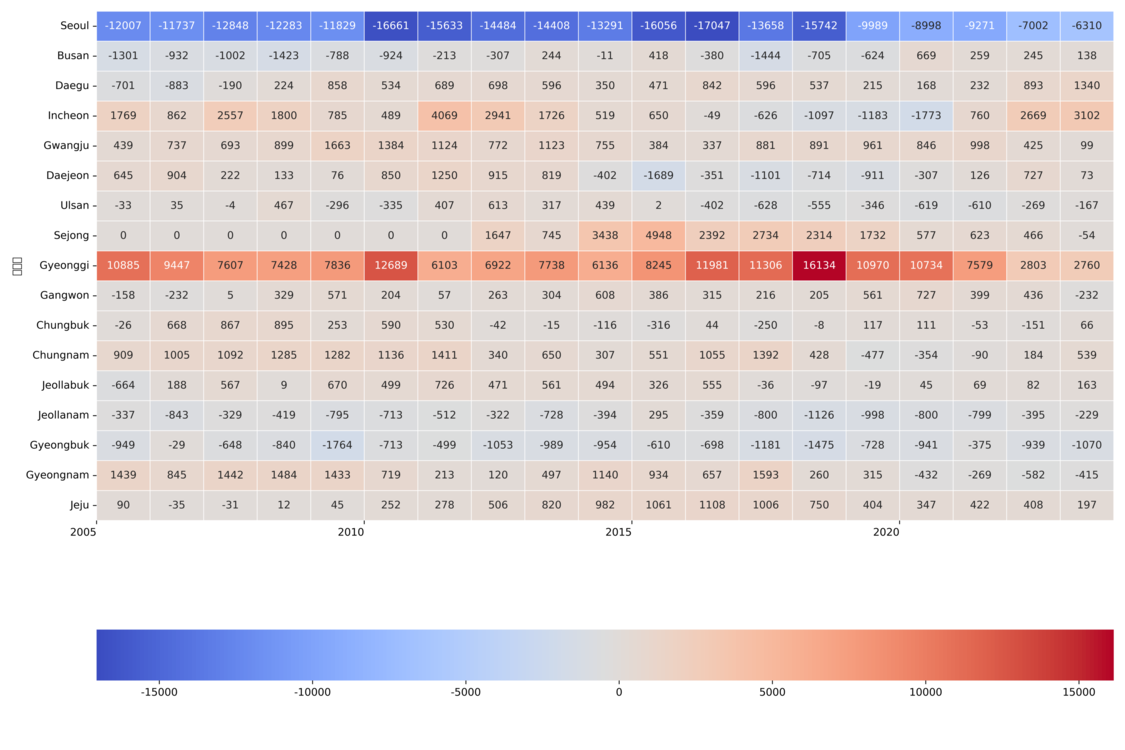 Seoul -12007 -11737 -12848 -12283 -11829 -16661 -15633 -14484 -14408 -13291 -16056 -17047 -13658 -15742 -9989 -8998 -9271 -7002 -6310
Busan -1301 -932 -1002 -1423 -788 -924 -213 -307 244 -11 418 -380 -1444 -705 -624 669 259 245 138
Daegu -701 -883 -190 224 858 534 689 698 596 350 471 842 596 537 215 168 232 893 1340
Incheon 1769 862 2557 1800 785 489 4069 2941 1726 519 650 -49 -626 -1097 -1183 -1773 760 2669 3102
Gwangju 439 737 693 899 1663 1384 1124 772 1123 755 384 337 881 891 961 846 998 425 99
Daejeon 645 904 222 133 76 850 1250 915 819 -402 -1689 -351 -1101 -714 -911 -307 126 727 73
Ulsan -33 35 -4 467 -296 -335 407 613 317 439 2 -402 -628 -555 -346 -619 -610 -269 -167
Sejong 0 0 0 0 0 0 0 1647 745 3438 4948 2392 2734 2314 1732 577 623 466 -54
Gyeonggi 10885 9447 7607 7428 7836 12689 6103 6922 7738 6136 8245 11981 11306 16134 10970 10734 7579 2803 2760
Gangwon -158 -232 5 329 571 204 57 263 304 608 386 315 216 205 561 727 399 436 -232
Chungbuk -26 668 867 895 253 590 530 -42 -15 -116 -316 44 -250 -8 117 111 -53 -151 66
Chungnam 909 1005 1092 1285 1282 1136 1411 340 650 307 551 1055 1392 428 -477 -354 -90 184 539
Jeollabuk -664 188 567 9 670 499 726 471 561 494 326 555 -36 -97 -19 45 69 82 163
Jeollanam -337 -843 -329 -419 -795 -713 -512 -322 -728 -394 295 -359 -800 -1126 -998 -800 -799 -395 -229
Gyeongbuk -949 -29 -648 -840 -1764 -713 -499 -1053 -989 -954 -610 -698 -1181 -1475 -728 -941 -375 -939 -1070
Gyeongnam 1439 845 1442 1484 1433 719 213 120 497 1140 934 657 1593 260 315 -432 -269 -582 -415
Jeju 90 -35 -31 12 45 252 278 506 820 982 1061 1108 1006 750 404 347 422 408 197
2005 2010 2015 2020
-15000 -10000 -5000 0 5000 10000 15000